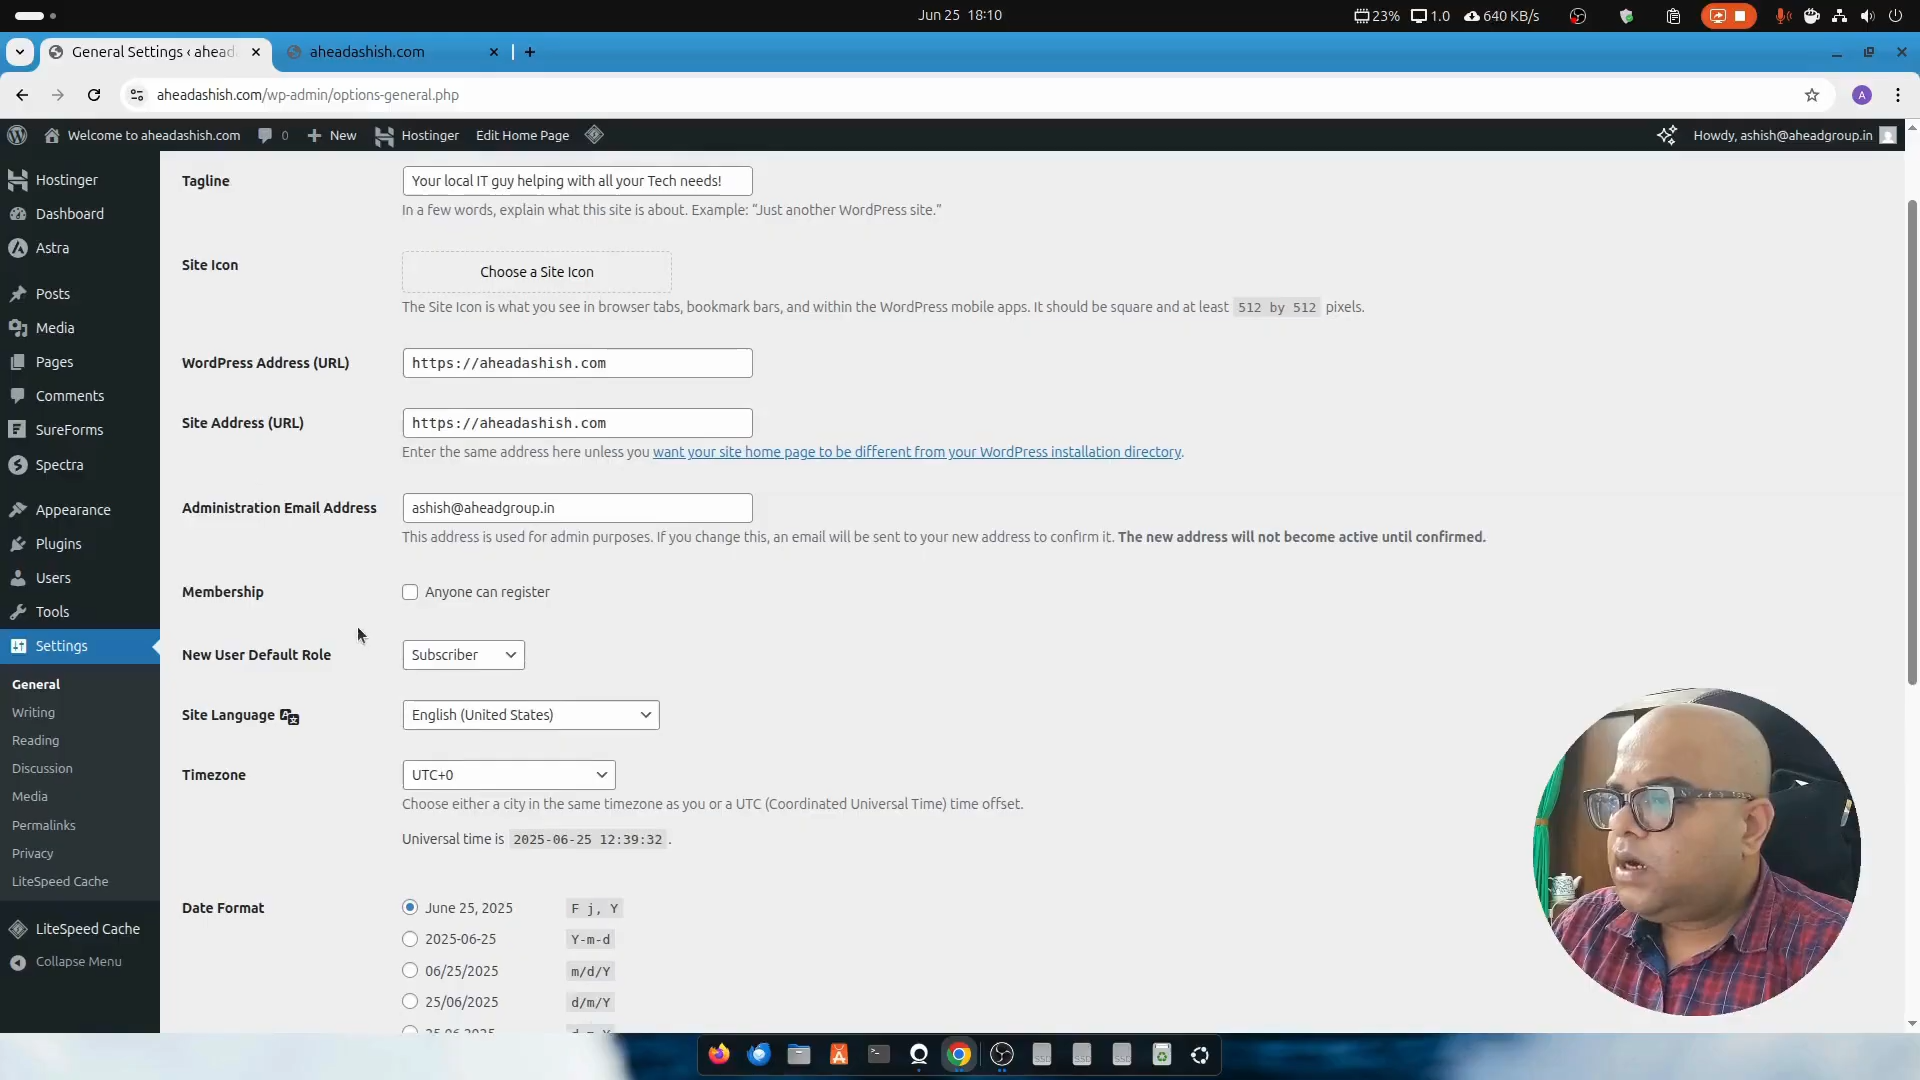 Jun 25 18:10
23%
1.0
640 KB/s
General Settings ‹ ahead
aheadashish.com
aheadashish.com/wp-admin/options-general.php
A
Welcome to aheadashish.com
0
New
Hostinger
Edit Home Page
Howdy, ashish@aheadgroup.in
Hostinger
Dashboard
Astra
Posts
Media
Pages
Comments
SureForms
Spectra
Appearance
Plugins
Users
Tools
Settings
General
Writing
Reading
Discussion
Media
Permalinks
Privacy
LiteSpeed Cache
LiteSpeed Cache
Collapse Menu
Tagline
Your local IT guy helping with all your Tech needs!
In a few words, explain what this site is about. Example: “Just another WordPress site.”
Site Icon
Choose a Site Icon
The Site Icon is what you see in browser tabs, bookmark bars, and within the WordPress mobile apps. It should be square and at least 512 by 512 pixels.
WordPress Address (URL)
https://aheadashish.com
Site Address (URL)
https://aheadashish.com
Enter the same address here unless you want your site home page to be different from your WordPress installation directory.
Administration Email Address
ashish@aheadgroup.in
This address is used for admin purposes. If you change this, an email will be sent to your new address to confirm it. The new address will not become active until confirmed.
Membership
Anyone can register
New User Default Role
Subscriber
Site Language
English (United States)
Timezone
UTC+0
Choose either a city in the same timezone as you or a UTC (Coordinated Universal Time) time offset.
Universal time is 2025-06-25 12:39:32 .
Date Format
June 25, 2025 F j, Y
2025-06-25 Y-m-d
06/25/2025 m/d/Y
25/06/2025 d/m/Y
SSD
SSD
SSD